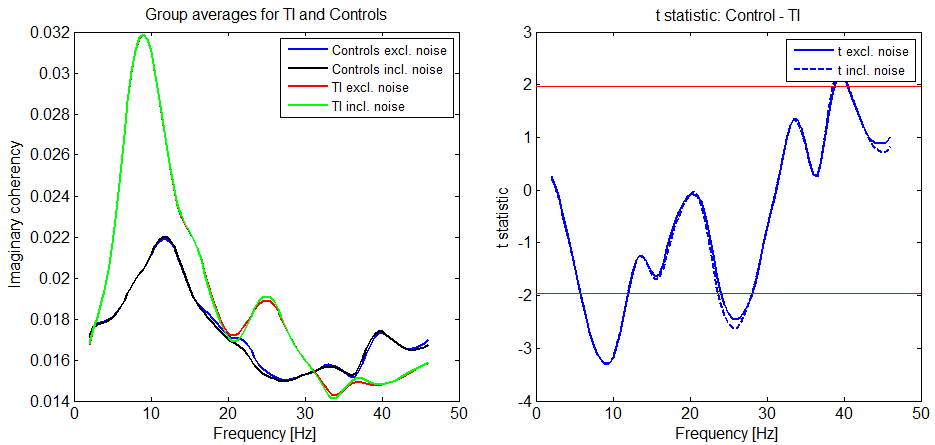 Group averages for TI and Controls
0.032
0.03
0.028
0.026
0.024
0.022
0.02
0.018
0.016
0.014
Imaginary coherency
Controls excl. noise
Controls incl. noise
TI excl. noise
TI incl. noise
0 10 20 30 40 50
Frequency [Hz]
t statistic: Control - TI
3
2
1
0
-1
-2
-3
-4
t statistic
t excl. noise
t incl. noise
0 10 20 30 40 50
Frequency [Hz]